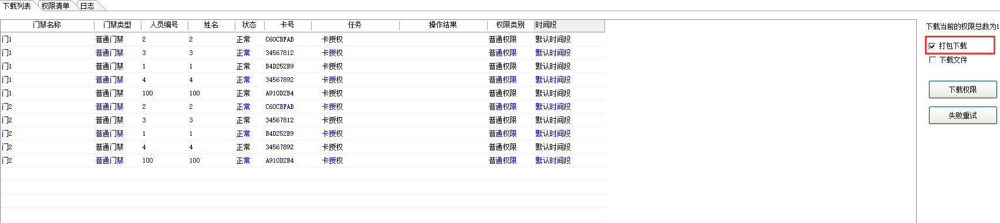 下载列表 权限清单 日志
门禁名称 门禁类型 人员编号 姓名 状态 卡号 任务 操作结果 权限类别 时间段
门1 普通门禁 2 2 正常 C60CBFAB 卡授权 普通权限 默认时间段
门1 普通门禁 3 3 正常 34567812 卡授权 普通权限 默认时间段
门1 普通门禁 1 1 正常 B4D252B9 卡授权 普通权限 默认时间段
门1 普通门禁 4 4 正常 34567892 卡授权 普通权限 默认时间段
门1 普通门禁 100 100 正常 A910D2B4 卡授权 普通权限 默认时间段
门2 普通门禁 2 2 正常 C60CBFAB 卡授权 普通权限 默认时间段
门2 普通门禁 3 3 正常 34567812 卡授权 普通权限 默认时间段
门2 普通门禁 1 1 正常 B4D252B9 卡授权 普通权限 默认时间段
门2 普通门禁 4 4 正常 34567892 卡授权 普通权限 默认时间段
门2 普通门禁 100 100 正常 A910D2B4 卡授权 普通权限 默认时间段
下载当前的权限总数为1
打包下载
下载文件
下载权限
失败重试